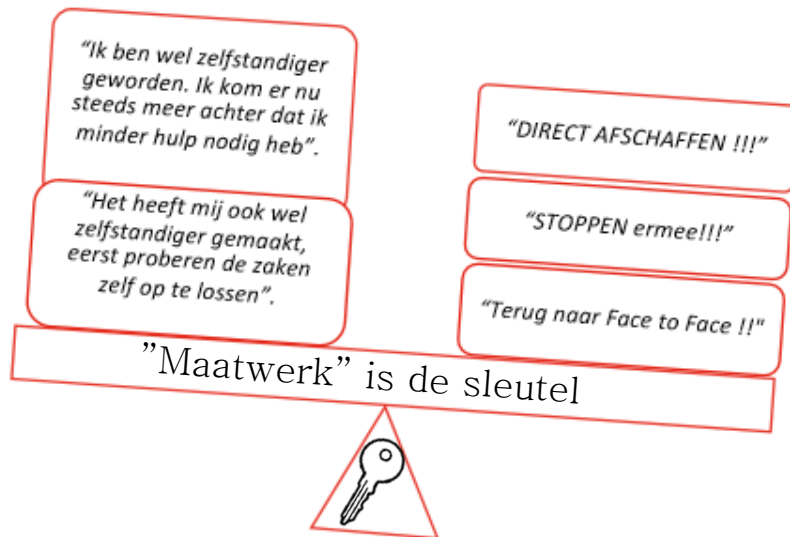 “Ik ben wel zelfstandiger
geworden. Ik kom er nu
steeds meer achter dat ik
minder hulp nodig heb”.
“Het heeft mij ook wel
zelfstandiger gemaakt,
eerst proberen de zaken
zelf op te lossen”.
“DIRECT AFSCHAFFEN !!!”
“STOPPEN ermee!!!”
“Terug naar Face to Face !!"
”Maatwerk” is de sleutel